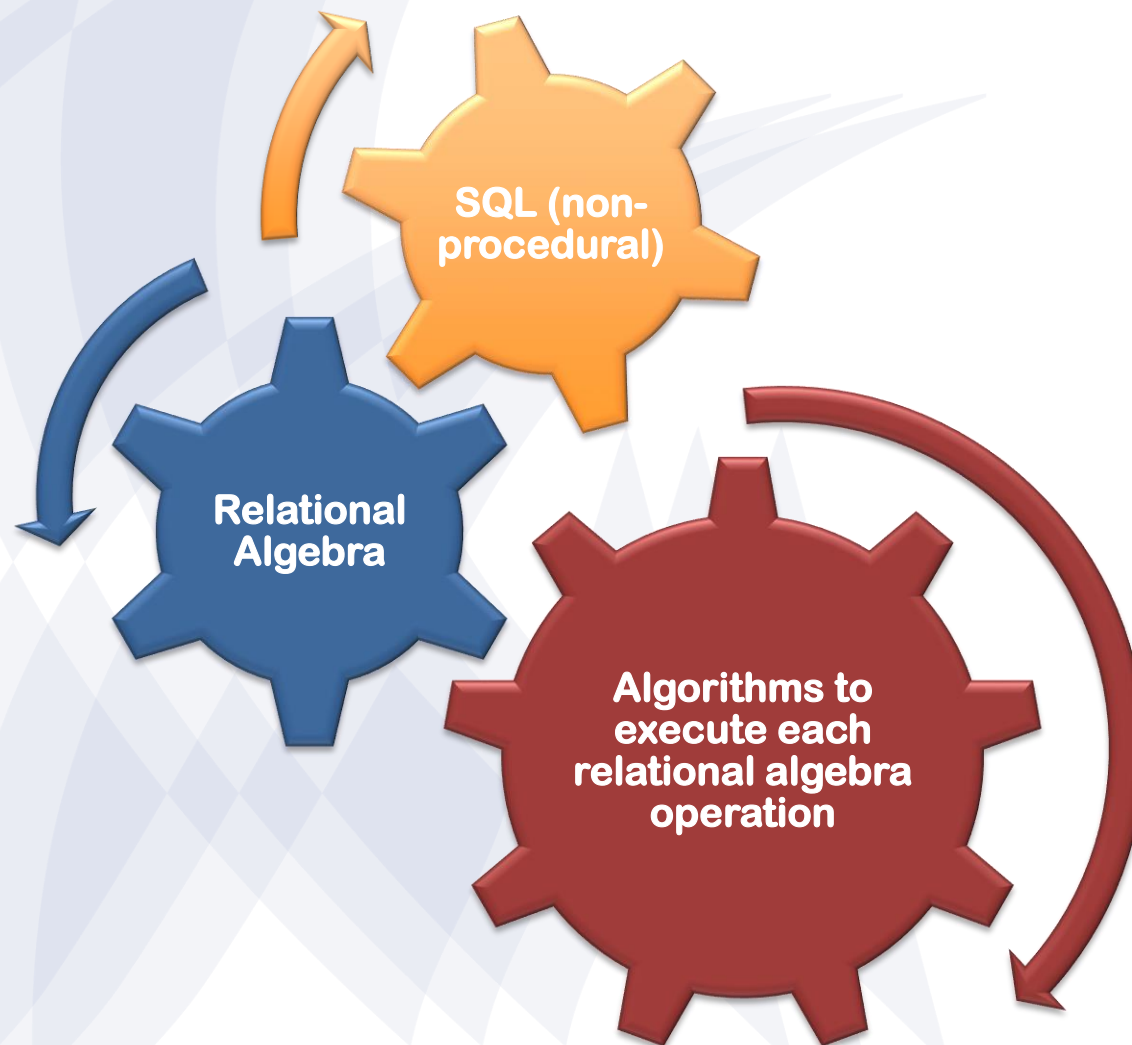 SQL (non-
procedural)
Relational
Algebra
Algorithms to
execute each
relational algebra
operation